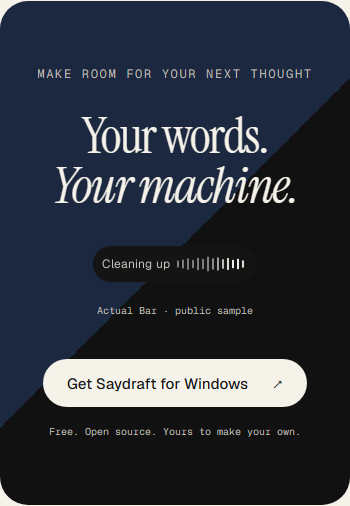 MAKE ROOM FOR YOUR NEXT THOUGHT
Your words.
Your machine.
Cleaning up
Actual Bar · public sample
Get Saydraft for Windows ↗
Free. Open source. Yours to make your own.